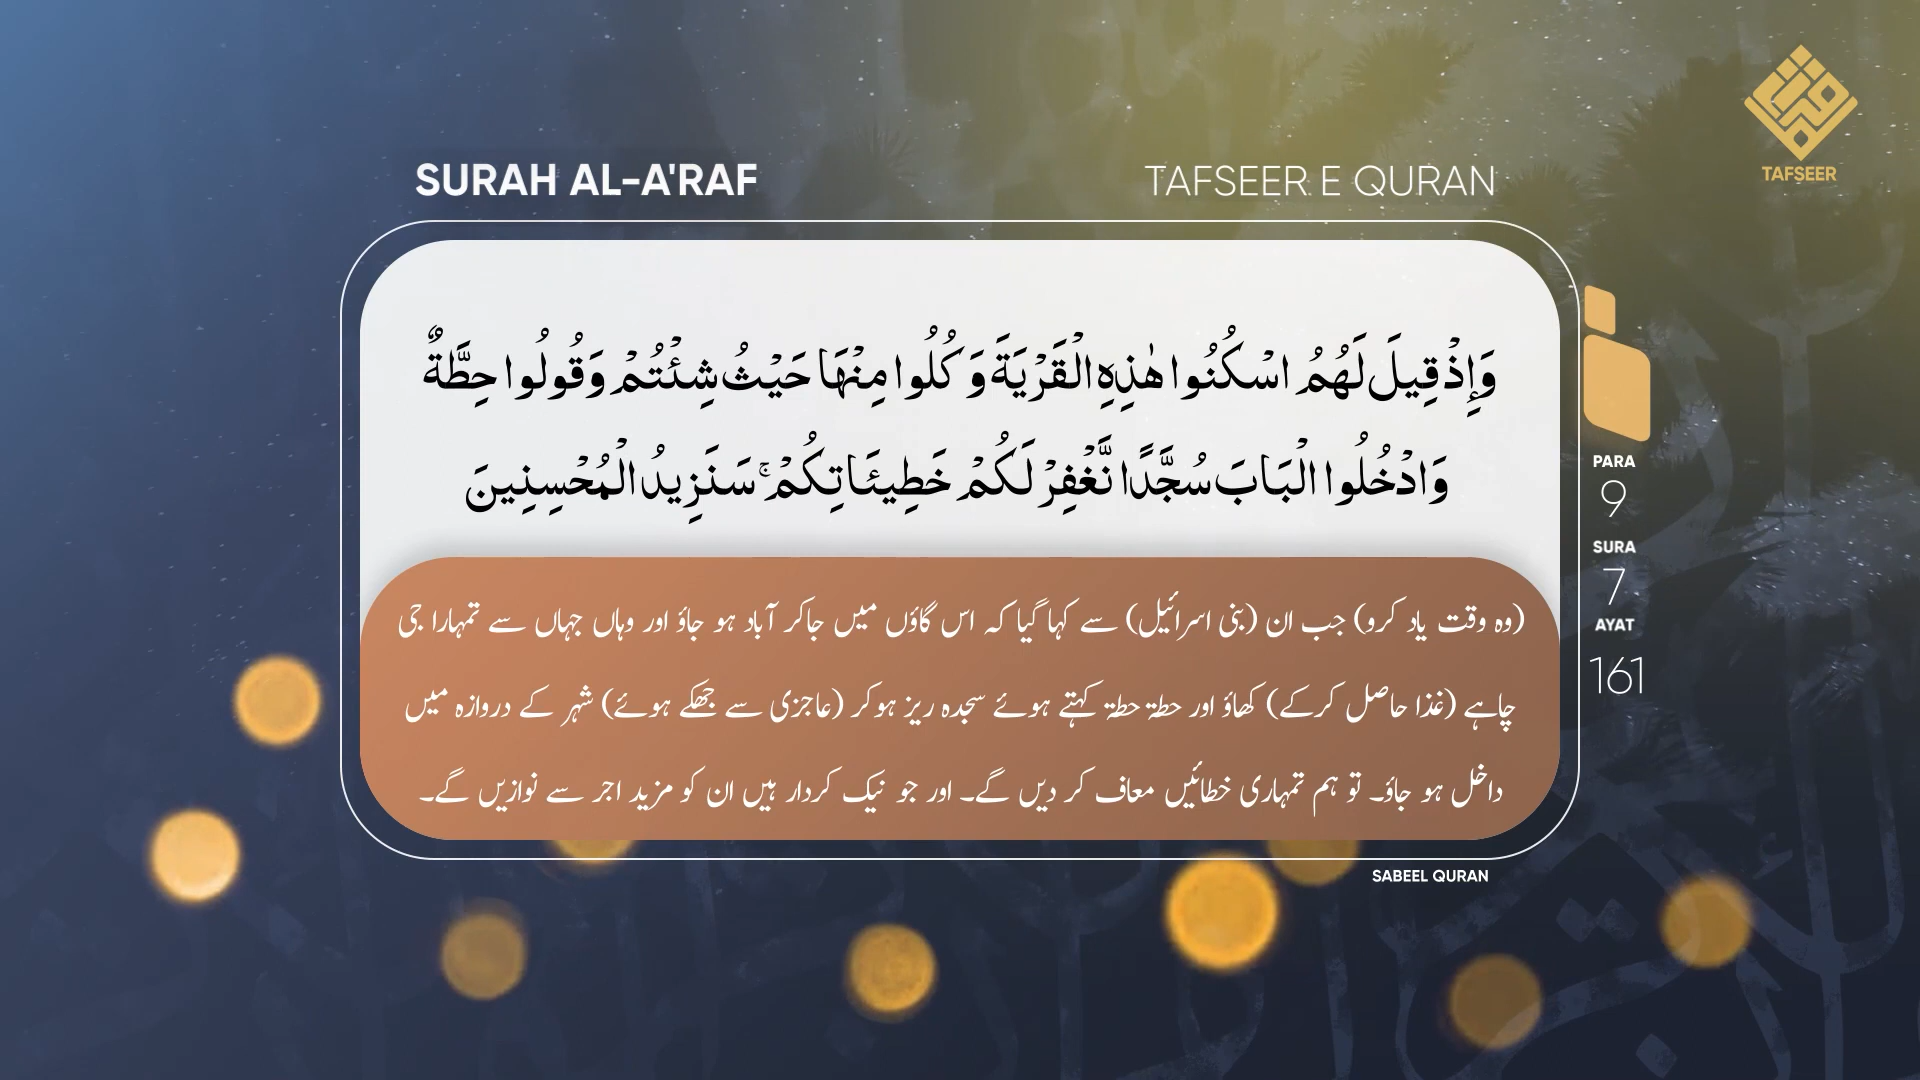 SURAH AL-A'RAF
TAFSEER E QURAN
TAFSEER
وَإِذْ قِيلَ لَهُمُ اسْكُنُوا هٰذِهِ الْقَرْيَةَ وَكُلُوا مِنْهَا حَيْثُ شِئْتُمْ وَقُولُوا حِطَّةٌ
وَادْخُلُوا الْبَابَ سُجَّدًا نَّغْفِرْ لَكُمْ خَطِيئَاتِكُمْ ۚ سَنَزِيدُ الْمُحْسِنِينَ
(وہ وقت یاد کرو) جب ان (بنی اسرائیل) سے کہا گیا کہ اس گاؤں میں جاکر آباد ہو جاؤ اور وہاں جہاں سے تمہارا جی
چاہے (غذا حاصل کرکے) کھاؤ اور حطۃ حطۃ کہتے ہوئے سجدہ ریز ہوکر (عاجزی سے جھکے ہوئے) شہر کے دروازہ میں
داخل ہو جاؤ۔ تو ہم تمہاری خطائیں معاف کر دیں گے۔ اور جو نیک کردار ہیں ان کو مزید اجر سے نوازیں گے۔
PARA
9
SURA
7
AYAT
161
SABEEL QURAN